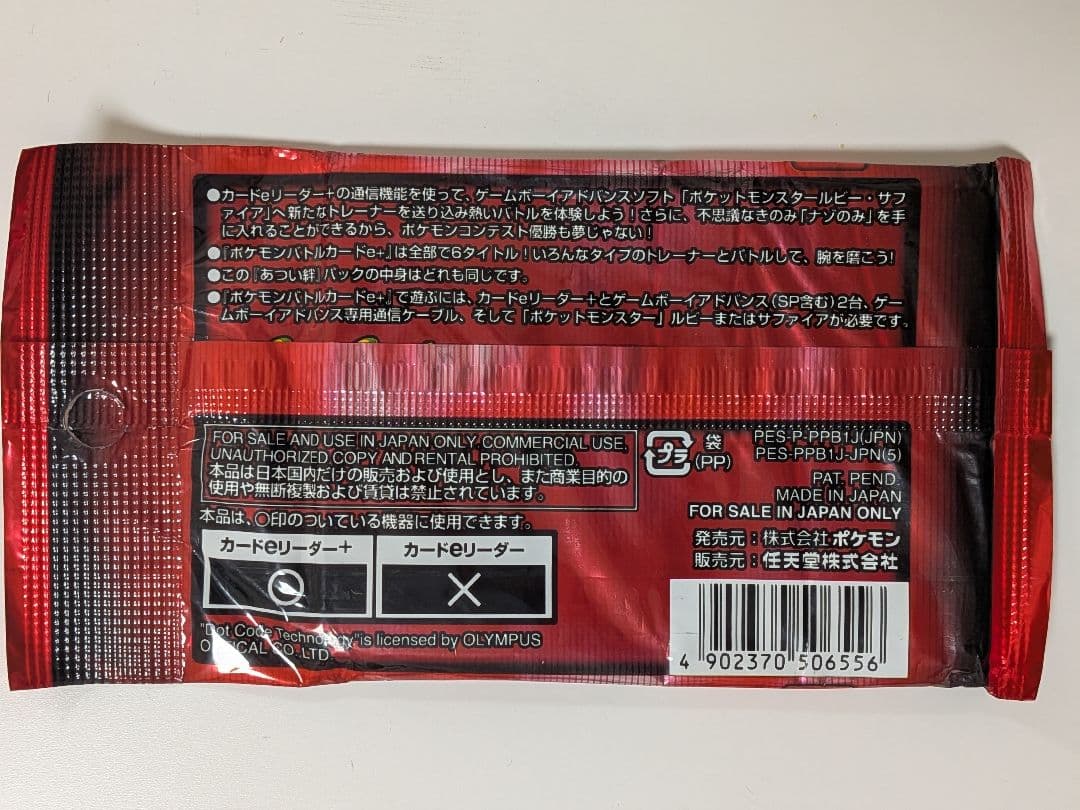 ●カードeリーダー+の通信機能を使って、ゲームボーイアドバンスソフト「ポケットモンスタールビー・サフ
ァイア」へ新たなトレーナーを送り込み熱いバトルを体験しよう！さらに、不思議なきのみ「ナゾのみ」を手
に入れることができるから、ポケモンコンテスト優勝も夢じゃない！
●『ポケモンバトルカードe+』は全部で6タイトル！いろんなタイプのトレーナーとバトルして、腕を磨こう！
●この『あつい絆』パックの中身はどれも同じです。
●『ポケモンバトルカードe+』で遊ぶには、カードeリーダー+とゲームボーイアドバンス（SP含む）2台、ゲー
ムボーイアドバンス専用通信ケーブル、そして「ポケットモンスター」ルビーまたはサファイアが必要です。
FOR SALE AND USE IN JAPAN ONLY. COMMERCIAL USE,
UNAUTHORIZED COPY AND RENTAL PROHIBITED.
本品は日本国内だけの販売および使用とし、また商業目的の
使用や無断複製および賃貸は禁止されています。
本品は、○印のついている機器に使用できます。
カードeリーダー+ カードeリーダー
○ ×
"Dot Code Technology" is licensed by OLYMPUS
OPTICAL CO.,LTD
プラ 袋
(PP)
PES-P-PPB1J(JPN)
PES-PPB1J-JPN(5)
PAT. PEND.
MADE IN JAPAN
FOR SALE IN JAPAN ONLY
発売元：株式会社ポケモン
販売元：任天堂株式会社
4 902370 506556